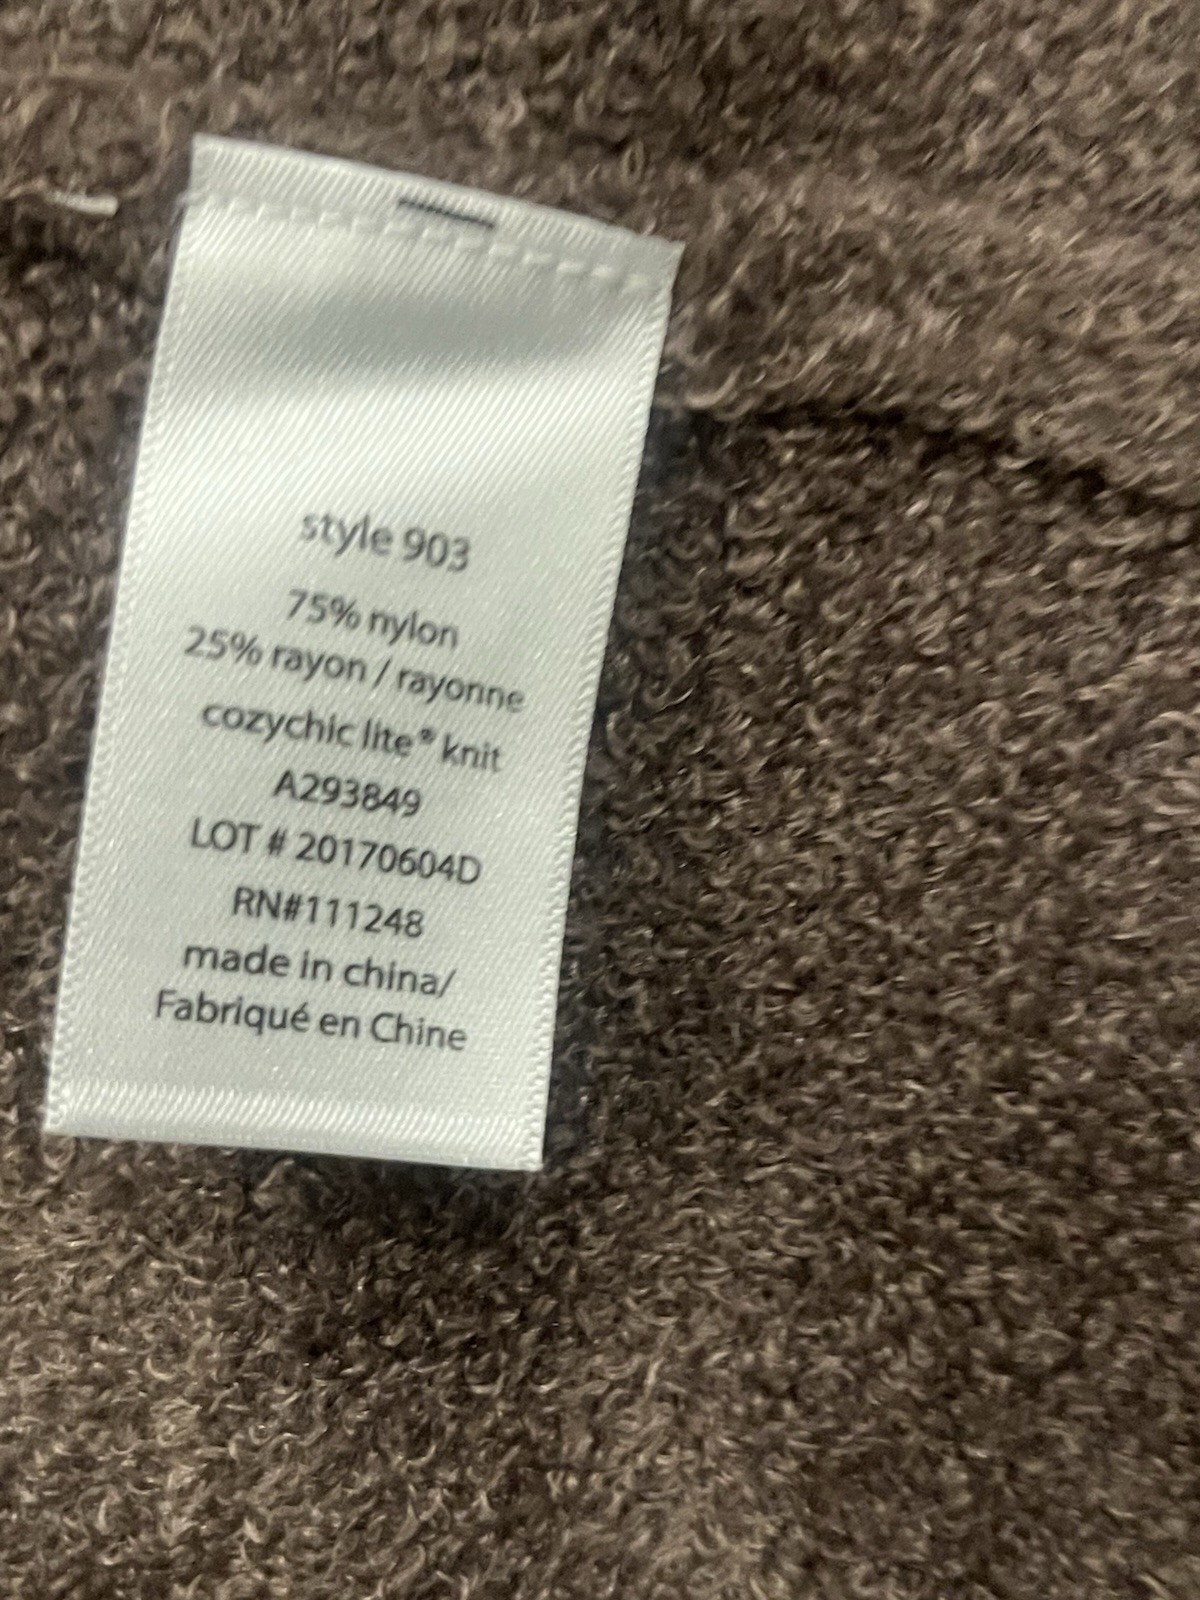 style 903
75% nylon
25% rayon / rayonne
cozychic lite® knit
A293849
LOT # 20170604D
RN#111248
made in china/
Fabriqué en Chine